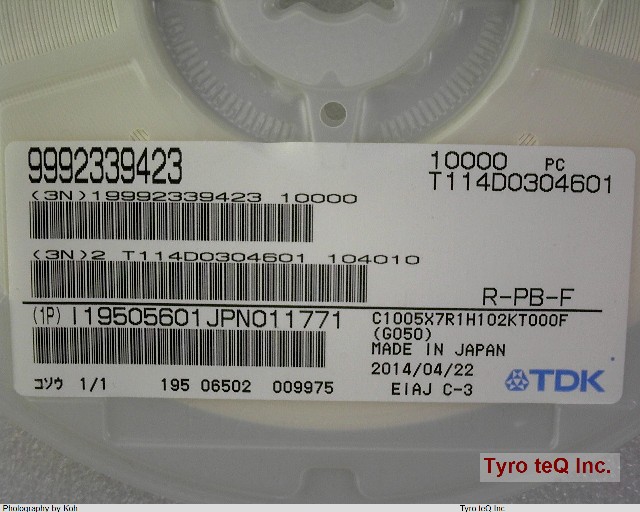 9992339423
10000 PC
T114D0304601
(3N)19992339423 10000
(3N)2 T114D0304601 104010
R-PB-F
(1P) I19505601JPN011771
C1005X7R1H102KT000F
(G050)
MADE IN JAPAN
2014/04/22
EIAJ C-3
TDK
コソウ 1/1 195 06502 009975
Tyro teQ Inc.
Photography by Koh
Tyro teQ Inc